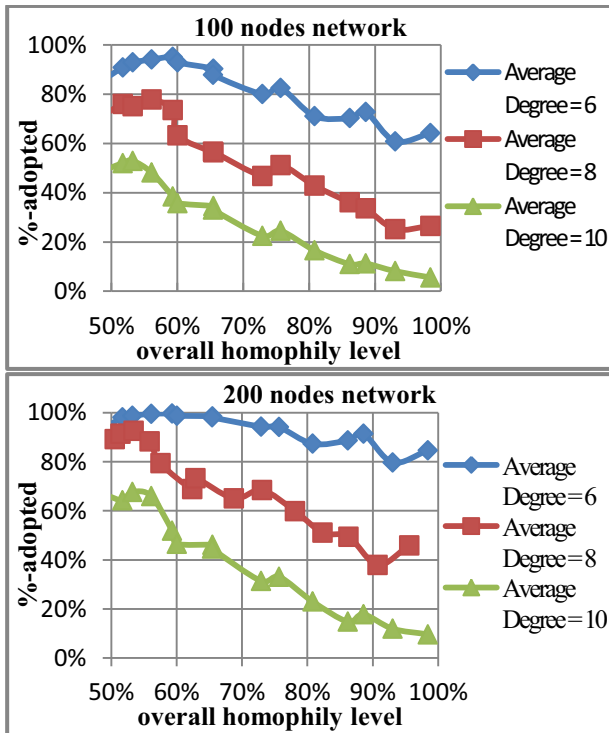 100 nodes network
100%
80%
60%
40%
20%
0%
%-adopted
50% 60% 70% 80% 90% 100%
overall homophily level
Average
Degree=6
Average
Degree=8
Average
Degree=10
200 nodes network
100%
80%
60%
40%
20%
0%
%-adopted
50% 60% 70% 80% 90% 100%
overall homophily level
Average
Degree=6
Average
Degree=8
Average
Degree=10